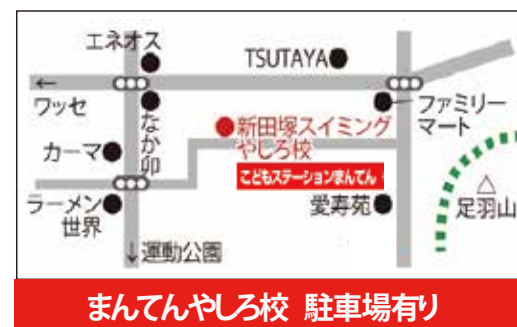 エネオス
TSUTAYA
←
ワッセ
なか卯
ファミリー
マート
カーマ
新田塚スイミング
やしろ校
こどもステーションまんてん
ラーメン
世界
愛寿苑
足羽山
↓運動公園
まんてんやしろ校 駐車場有り